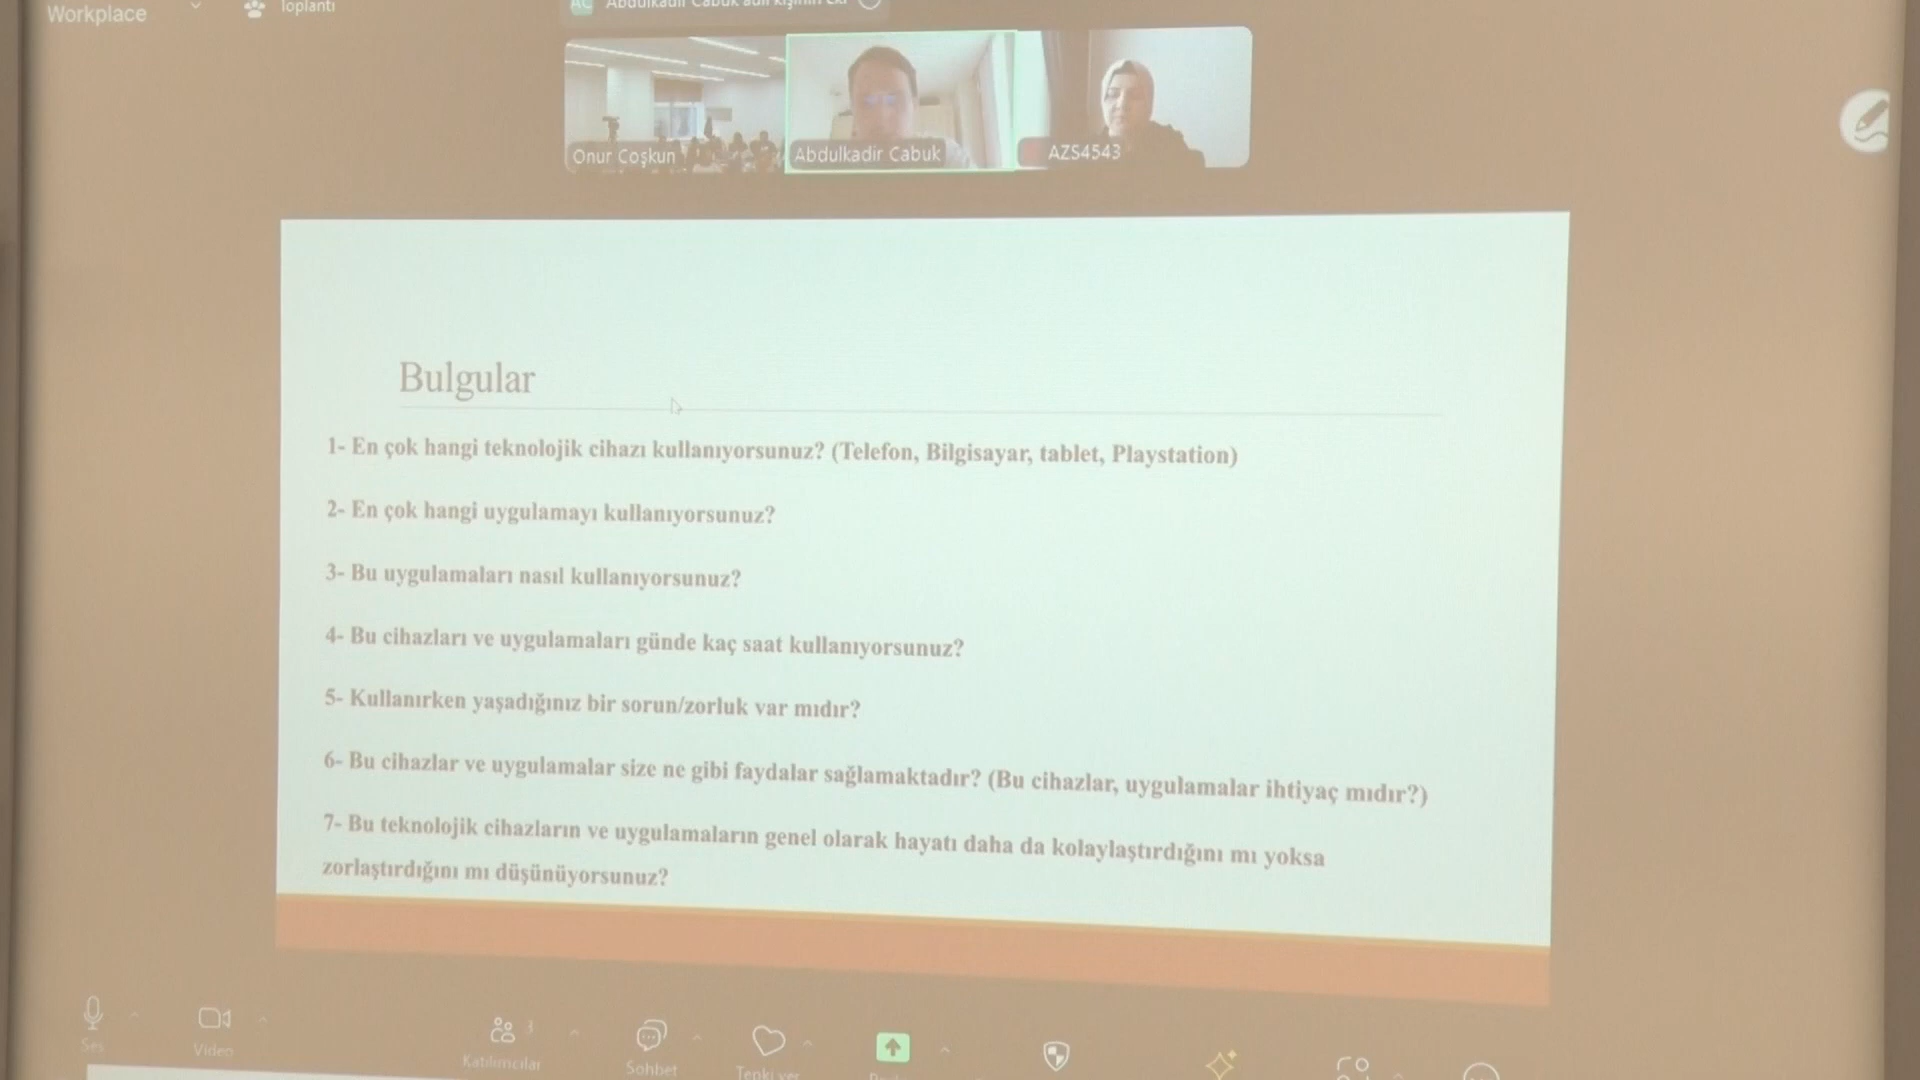 Workplace
Toplantı
AC Abdulkadir Cabuk adlı kişinin
Onur Coşkun
Abdulkadir Cabuk
AZS4543
Bulgular
1- En çok hangi teknolojik cihazı kullanıyorsunuz? (Telefon, Bilgisayar, tablet, Playstation)
2- En çok hangi uygulamayı kullanıyorsunuz?
3- Bu uygulamaları nasıl kullanıyorsunuz?
4- Bu cihazları ve uygulamaları günde kaç saat kullanıyorsunuz?
5- Kullanırken yaşadığınız bir sorun/zorluk var mıdır?
6- Bu cihazlar ve uygulamalar size ne gibi faydalar sağlamaktadır? (Bu cihazlar, uygulamalar ihtiyaç mıdır?)
7- Bu teknolojik cihazların ve uygulamaların genel olarak hayatı daha da kolaylaştırdığını mı yoksa
zorlaştırdığını mı düşünüyorsunuz?
3
Ses
Video
Katılımcılar
Sohbet
Tepki ver